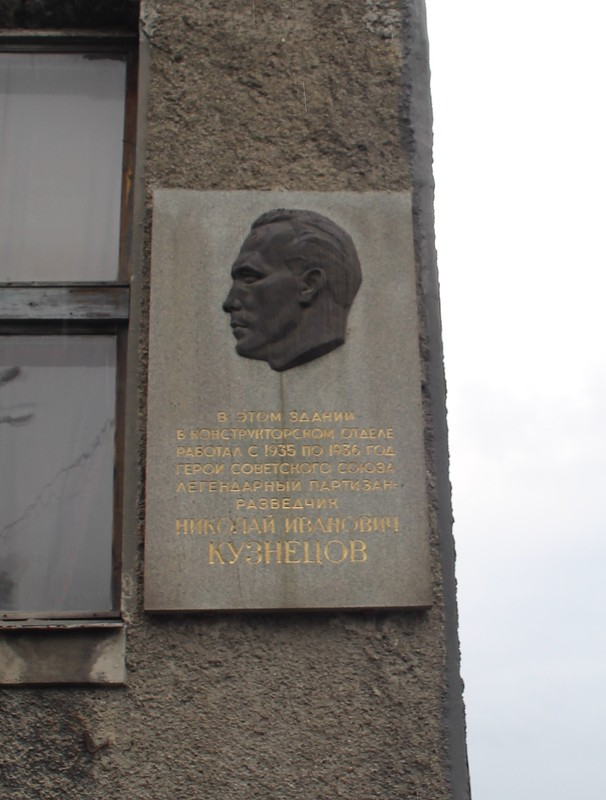 В ЭТОМ ЗДАНИИ
В КОНСТРУКТОРСКОМ ОТДЕЛЕ
РАБОТАЛ С 1935 ПО 1936 ГОД
ГЕРОЙ СОВЕТСКОГО СОЮЗА
ЛЕГЕНДАРНЫЙ ПАРТИЗАН-
РАЗВЕДЧИК
НИКОЛАЙ ИВАНОВИЧ
КУЗНЕЦОВ